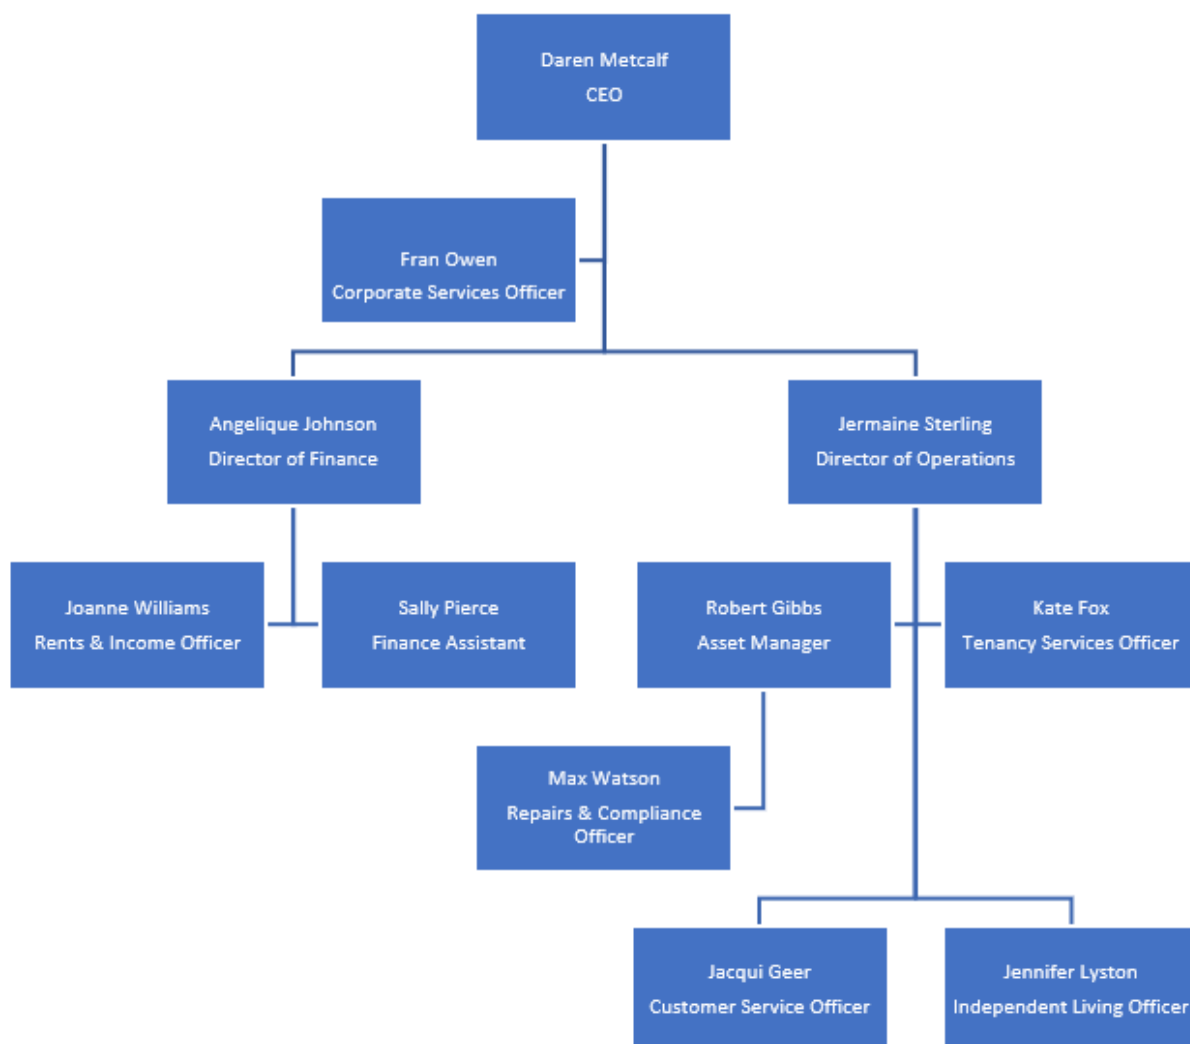 Daren Metcalf
CEO
Fran Owen
Corporate Services Officer
Angelique Johnson
Director of Finance
Jermaine Sterling
Director of Operations
Joanne Williams
Rents & Income Officer
Sally Pierce
Finance Assistant
Robert Gibbs
Asset Manager
Kate Fox
Tenancy Services Officer
Max Watson
Repairs & Compliance
Officer
Jacqui Geer
Customer Service Officer
Jennifer Lyston
Independent Living Officer